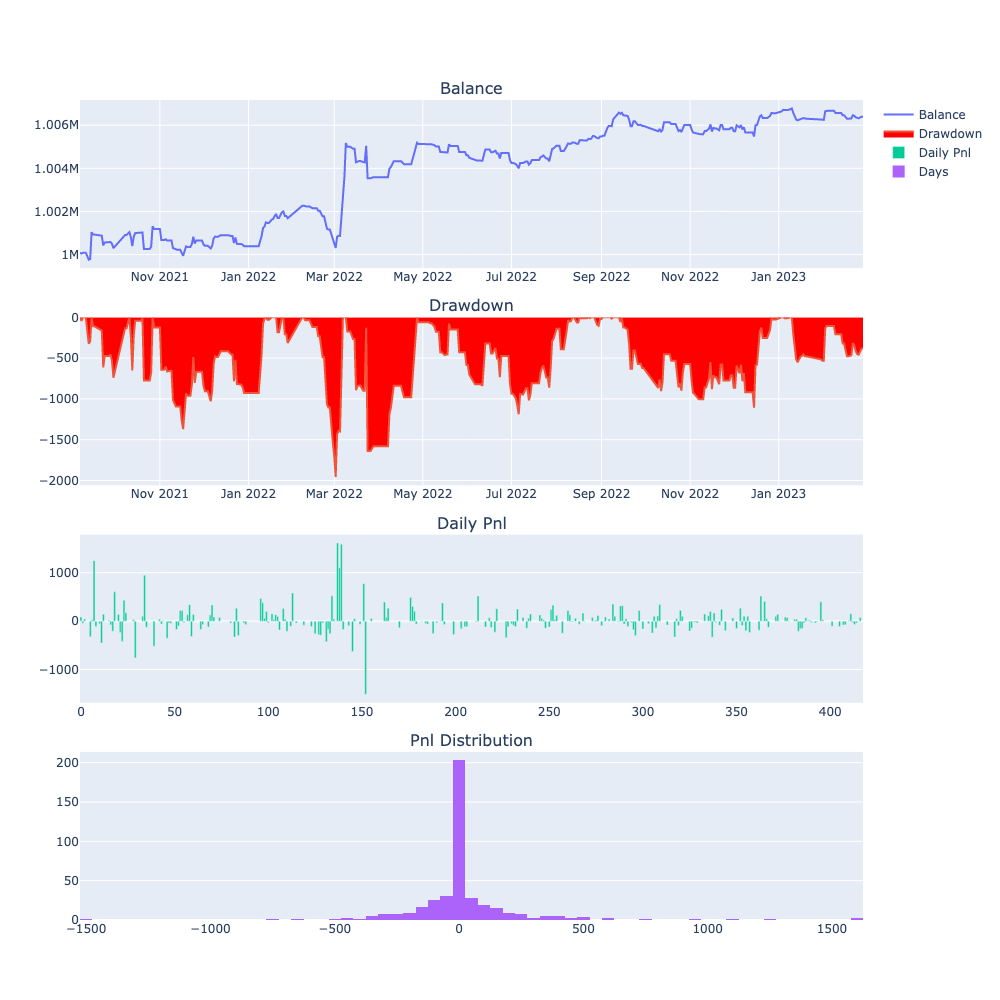 Balance
1.006M
1.004M
1.002M
1M
Nov 2021 Jan 2022 Mar 2022 May 2022 Jul 2022 Sep 2022 Nov 2022 Jan 2023
Balance
Drawdown
Daily Pnl
Days
Drawdown
0
−500
−1000
−1500
−2000
Nov 2021 Jan 2022 Mar 2022 May 2022 Jul 2022 Sep 2022 Nov 2022 Jan 2023
Daily Pnl
1000
0
−1000
0 50 100 150 200 250 300 350 400
Pnl Distribution
200
150
100
50
0
−1500 −1000 −500 0 500 1000 1500